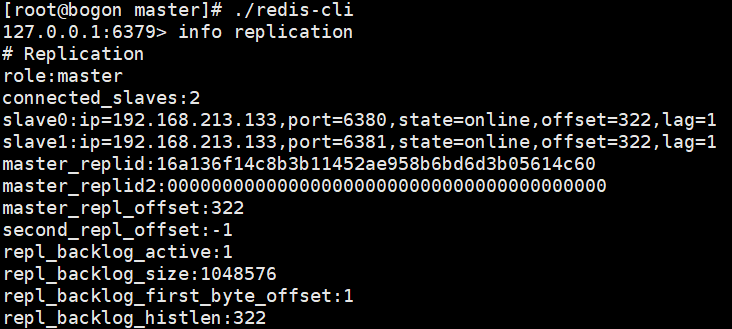 [root@bogon master]# ./redis-cli
127.0.0.1:6379> info replication
# Replication
role:master
connected_slaves:2
slave0:ip=192.168.213.133,port=6380,state=online,offset=322,lag=1
slave1:ip=192.168.213.133,port=6381,state=online,offset=322,lag=1
master_replid:16a136f14c8b3b11452ae958b6bd6d3b05614c60
master_replid2:0000000000000000000000000000000000000000
master_repl_offset:322
second_repl_offset:-1
repl_backlog_active:1
repl_backlog_size:1048576
repl_backlog_first_byte_offset:1
repl_backlog_histlen:322